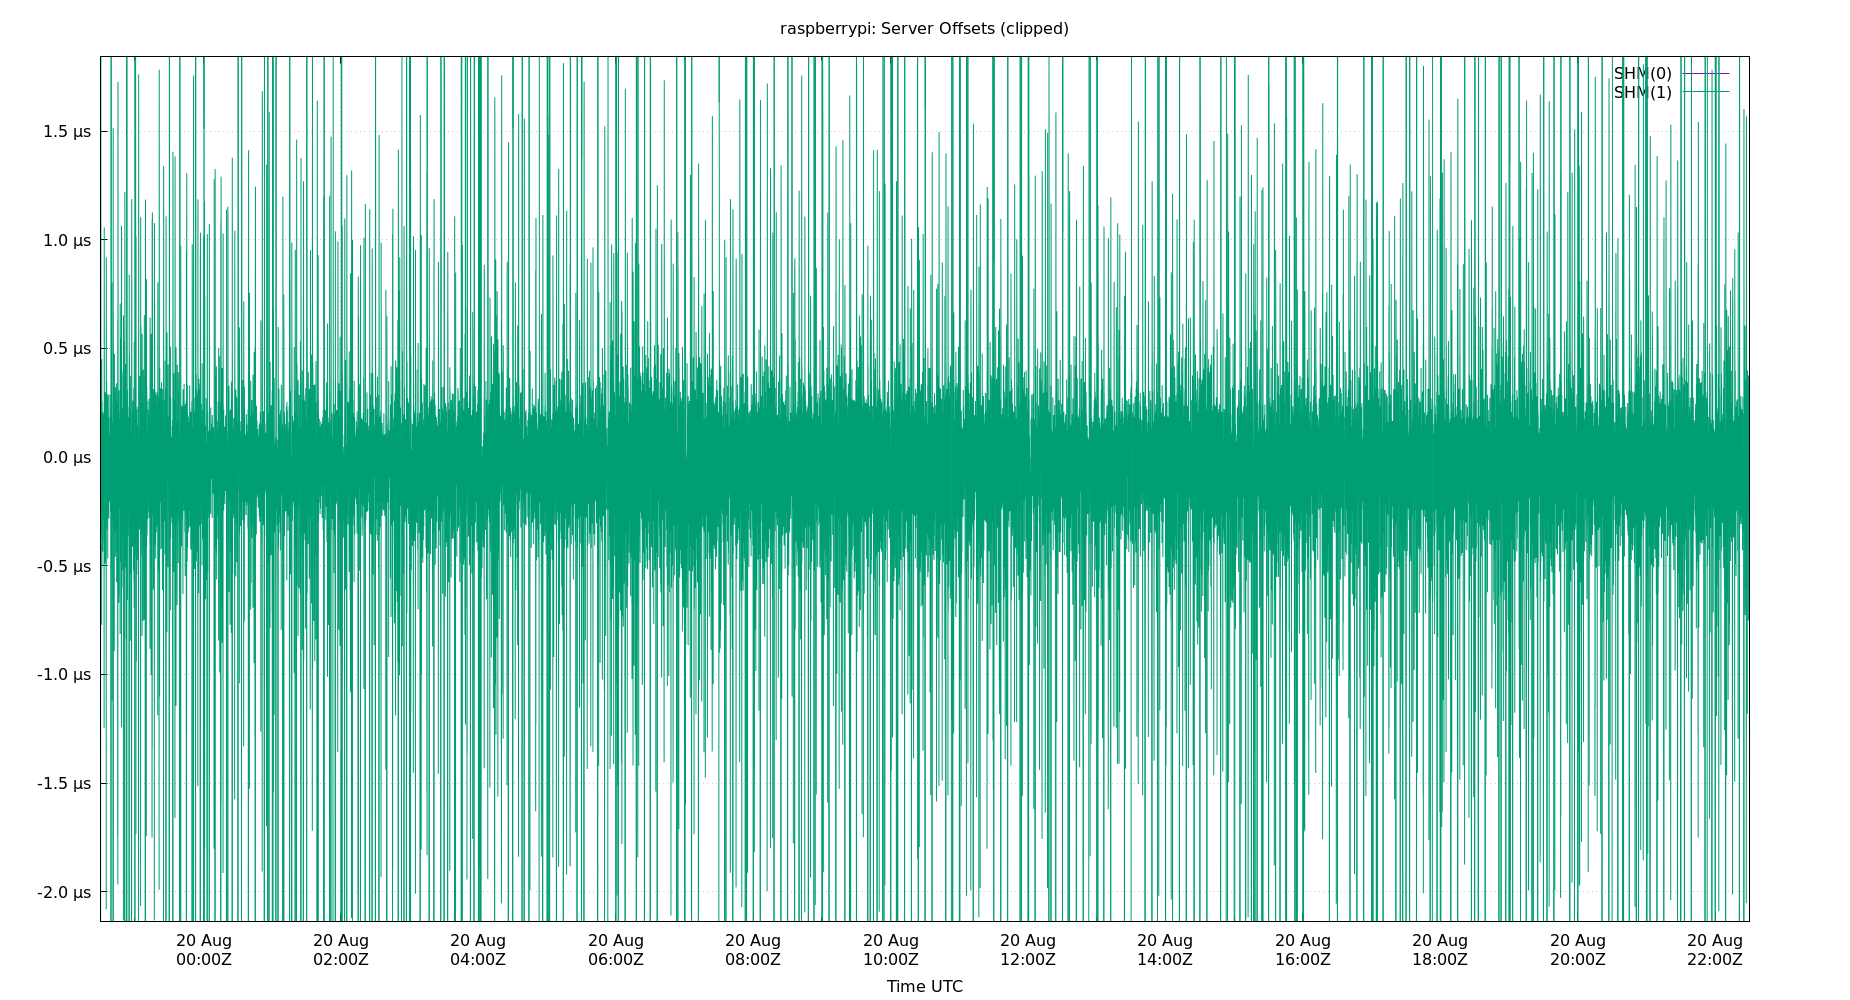 raspberrypi: Server Offsets (clipped)
SHM(0)
SHM(1)
1.5 µs
1.0 µs
0.5 µs
0.0 µs
-0.5 µs
-1.0 µs
-1.5 µs
-2.0 µs
20 Aug 20 Aug 20 Aug 20 Aug 20 Aug 20 Aug 20 Aug 20 Aug 20 Aug 20 Aug 20 Aug 20 Aug
00:00Z 02:00Z 04:00Z 06:00Z 08:00Z 10:00Z 12:00Z 14:00Z 16:00Z 18:00Z 20:00Z 22:00Z
Time UTC